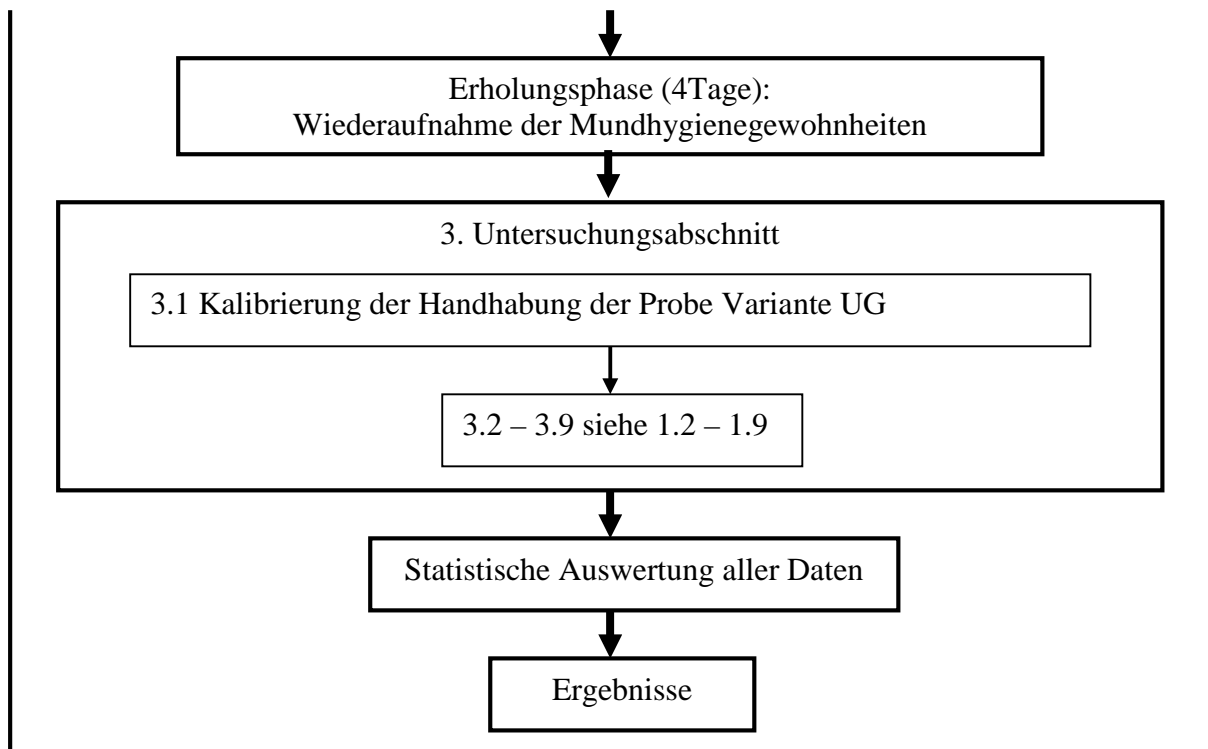 Erholungsphase (4Tage):
Wiederaufnahme der Mundhygienegewohnheiten
3. Untersuchungsabschnitt
3.1 Kalibrierung der Handhabung der Probe Variante UG
3.2 – 3.9 siehe 1.2 – 1.9
Statistische Auswertung aller Daten
Ergebnisse